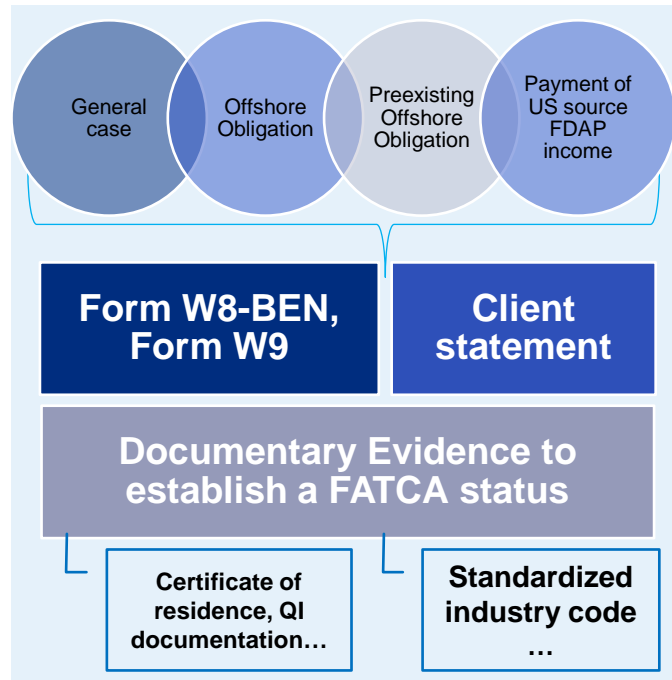 General
case
Offshore
Obligation
Preexisting
Offshore
Obligation
Payment of
US source
FDAP
income
Form W8-BEN,
Form W9
Client
statement
Documentary Evidence to
establish a FATCA status
Certificate of
residence, QI
documentation…
Standardized
industry code
…